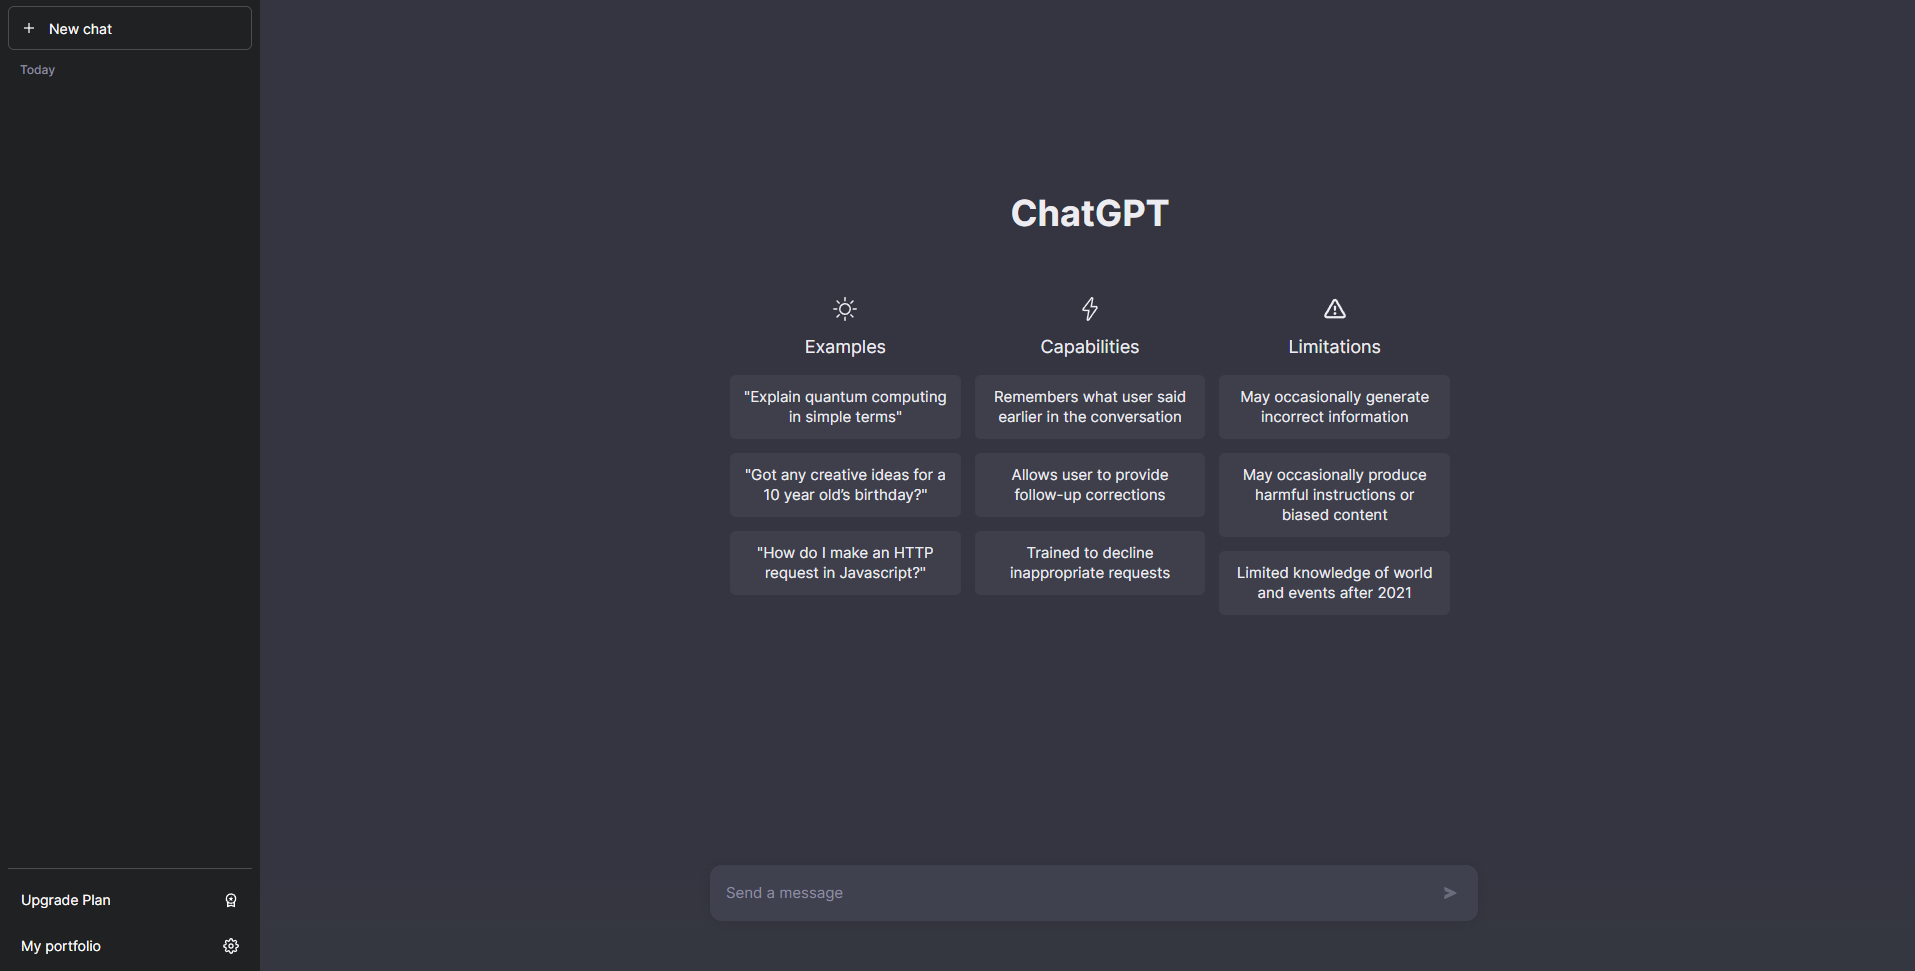 New chat
Today
ChatGPT
Examples
"Explain quantum computing
in simple terms"
"Got any creative ideas for a
10 year old’s birthday?"
"How do I make an HTTP
request in Javascript?"
Capabilities
Remembers what user said
earlier in the conversation
Allows user to provide
follow-up corrections
Trained to decline
inappropriate requests
Limitations
May occasionally generate
incorrect information
May occasionally produce
harmful instructions or
biased content
Limited knowledge of world
and events after 2021
Send a message
Upgrade Plan
My portfolio